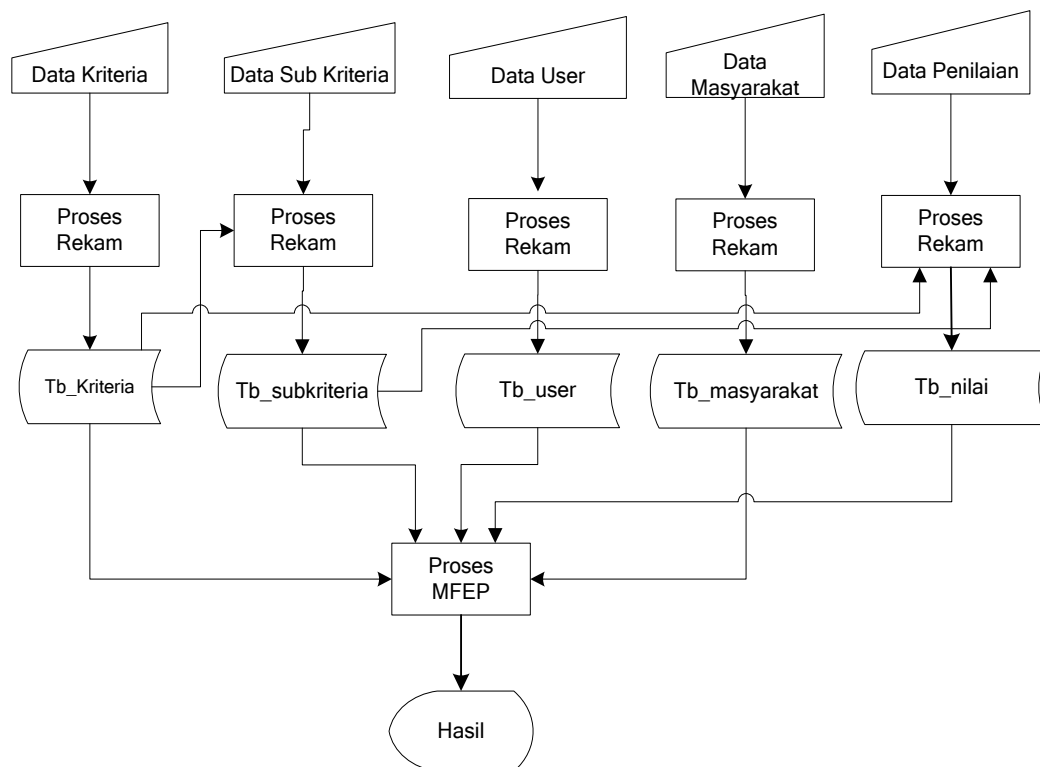 Data Kriteria
Data Sub Kriteria
Data User
Data
Masyarakat
Data Penilaian
Proses
Rekam
Proses
Rekam
Proses
Rekam
Proses
Rekam
Proses
Rekam
Tb_Kriteria
Tb_subkriteria
Tb_user
Tb_masyarakat
Tb_nilai
Proses
MFEP
Hasil